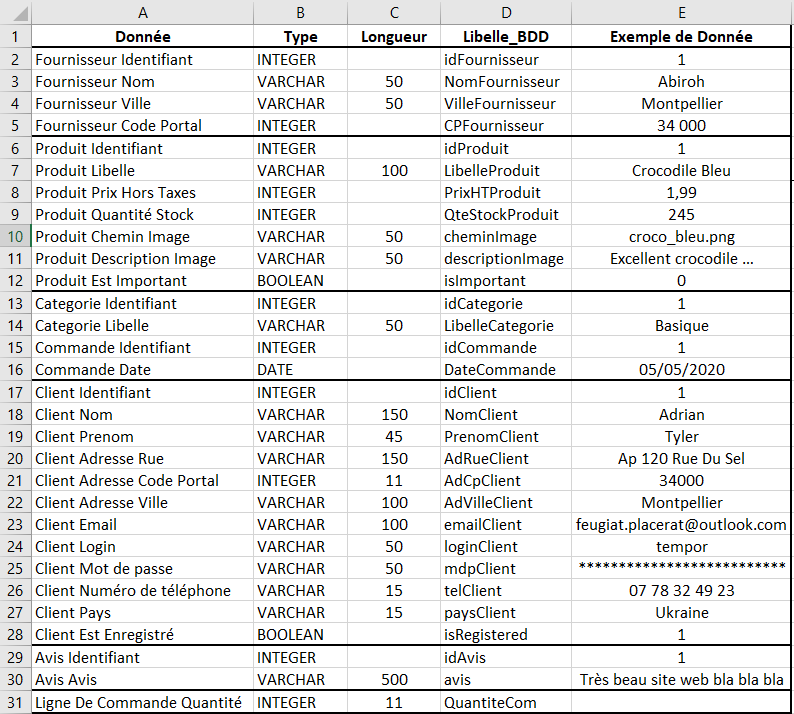 A B C D E
1 Donnée Type Longueur Libelle_BDD Exemple de Donnée
2 Fournisseur Identifiant INTEGER idFournisseur 1
3 Fournisseur Nom VARCHAR 50 NomFournisseur Abiroh
4 Fournisseur Ville VARCHAR 50 VilleFournisseur Montpellier
5 Fournisseur Code Portal INTEGER CPFournisseur 34 000
6 Produit Identifiant INTEGER idProduit 1
7 Produit Libelle VARCHAR 100 LibelleProduit Crocodile Bleu
8 Produit Prix Hors Taxes INTEGER PrixHTProduit 1,99
9 Produit Quantité Stock INTEGER QteStockProduit 245
10 Produit Chemin Image VARCHAR 50 cheminImage croco_bleu.png
11 Produit Description Image VARCHAR 50 descriptionImage Excellent crocodile ...
12 Produit Est Important BOOLEAN isImportant 0
13 Categorie Identifiant INTEGER idCategorie 1
14 Categorie Libelle VARCHAR 50 LibelleCategorie Basique
15 Commande Identifiant INTEGER idCommande 1
16 Commande Date DATE DateCommande 05/05/2020
17 Client Identifiant INTEGER idClient 1
18 Client Nom VARCHAR 150 NomClient Adrian
19 Client Prenom VARCHAR 45 PrenomClient Tyler
20 Client Adresse Rue VARCHAR 150 AdRueClient Ap 120 Rue Du Sel
21 Client Adresse Code Portal INTEGER 11 AdCpClient 34000
22 Client Adresse Ville VARCHAR 100 AdVilleClient Montpellier
23 Client Email VARCHAR 100 emailClient feugiat.placerat@outlook.com
24 Client Login VARCHAR 50 loginClient tempor
25 Client Mot de passe VARCHAR 50 mdpClient **************************
26 Client Numéro de téléphone VARCHAR 15 telClient 07 78 32 49 23
27 Client Pays VARCHAR 15 paysClient Ukraine
28 Client Est Enregistré BOOLEAN isRegistered 1
29 Avis Identifiant INTEGER idAvis 1
30 Avis Avis VARCHAR 500 avis Très beau site web bla bla bla
31 Ligne De Commande Quantité INTEGER 11 QuantiteCom